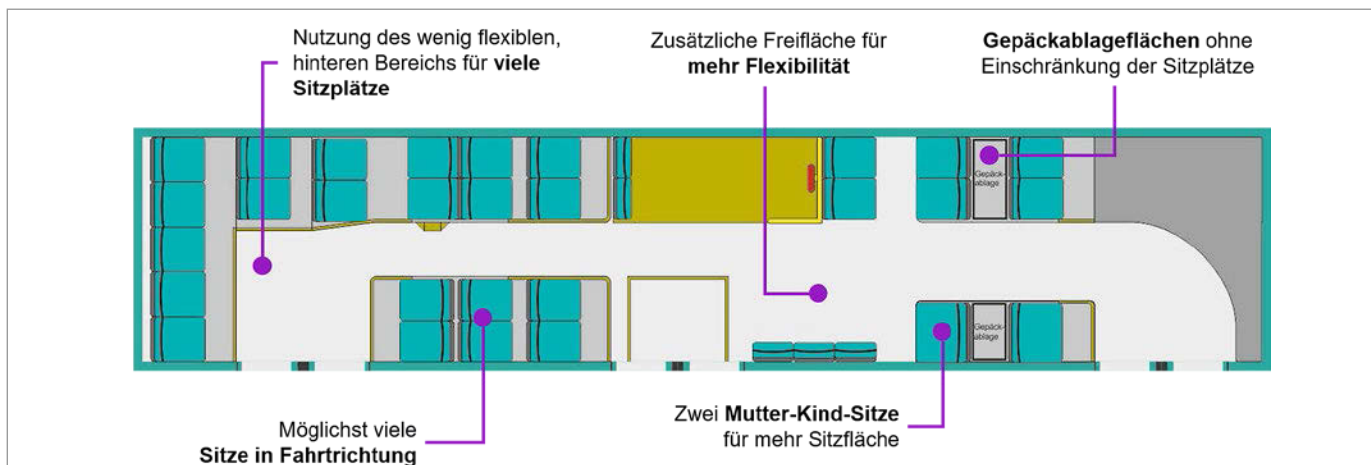 Nutzung des wenig flexiblen,
hinteren Bereichs für viele
Sitzplätze
Zusätzliche Freifläche für
mehr Flexibilität
Gepäckablageflächen ohne
Einschränkung der Sitzplätze
Gepäck-
ablage
Gepäck-
ablage
Möglichst viele
Sitze in Fahrtrichtung
Zwei Mutter-Kind-Sitze
für mehr Sitzfläche